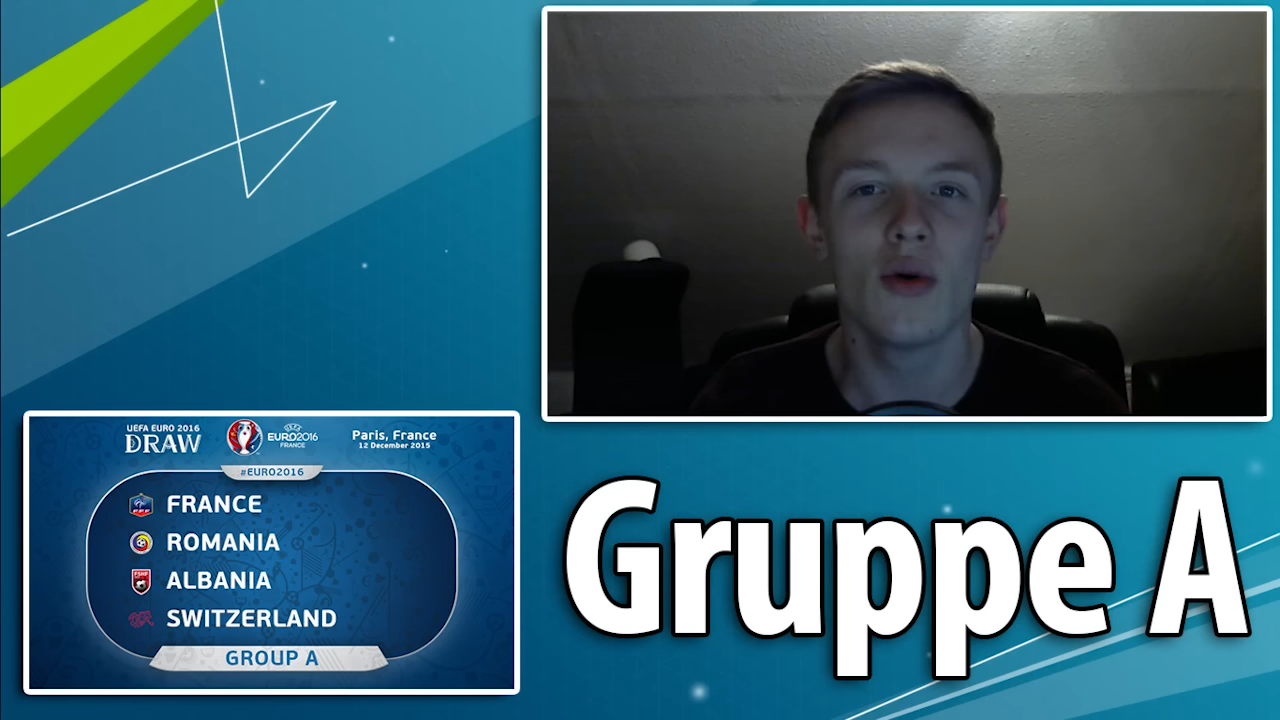 UEFA EURO 2016
DRAW
UEFA
EURO2016
FRANCE
Paris, France
12 December 2015
#EURO2016
FRANCE
ROMANIA
ALBANIA
SWITZERLAND
GROUP A
Gruppe A